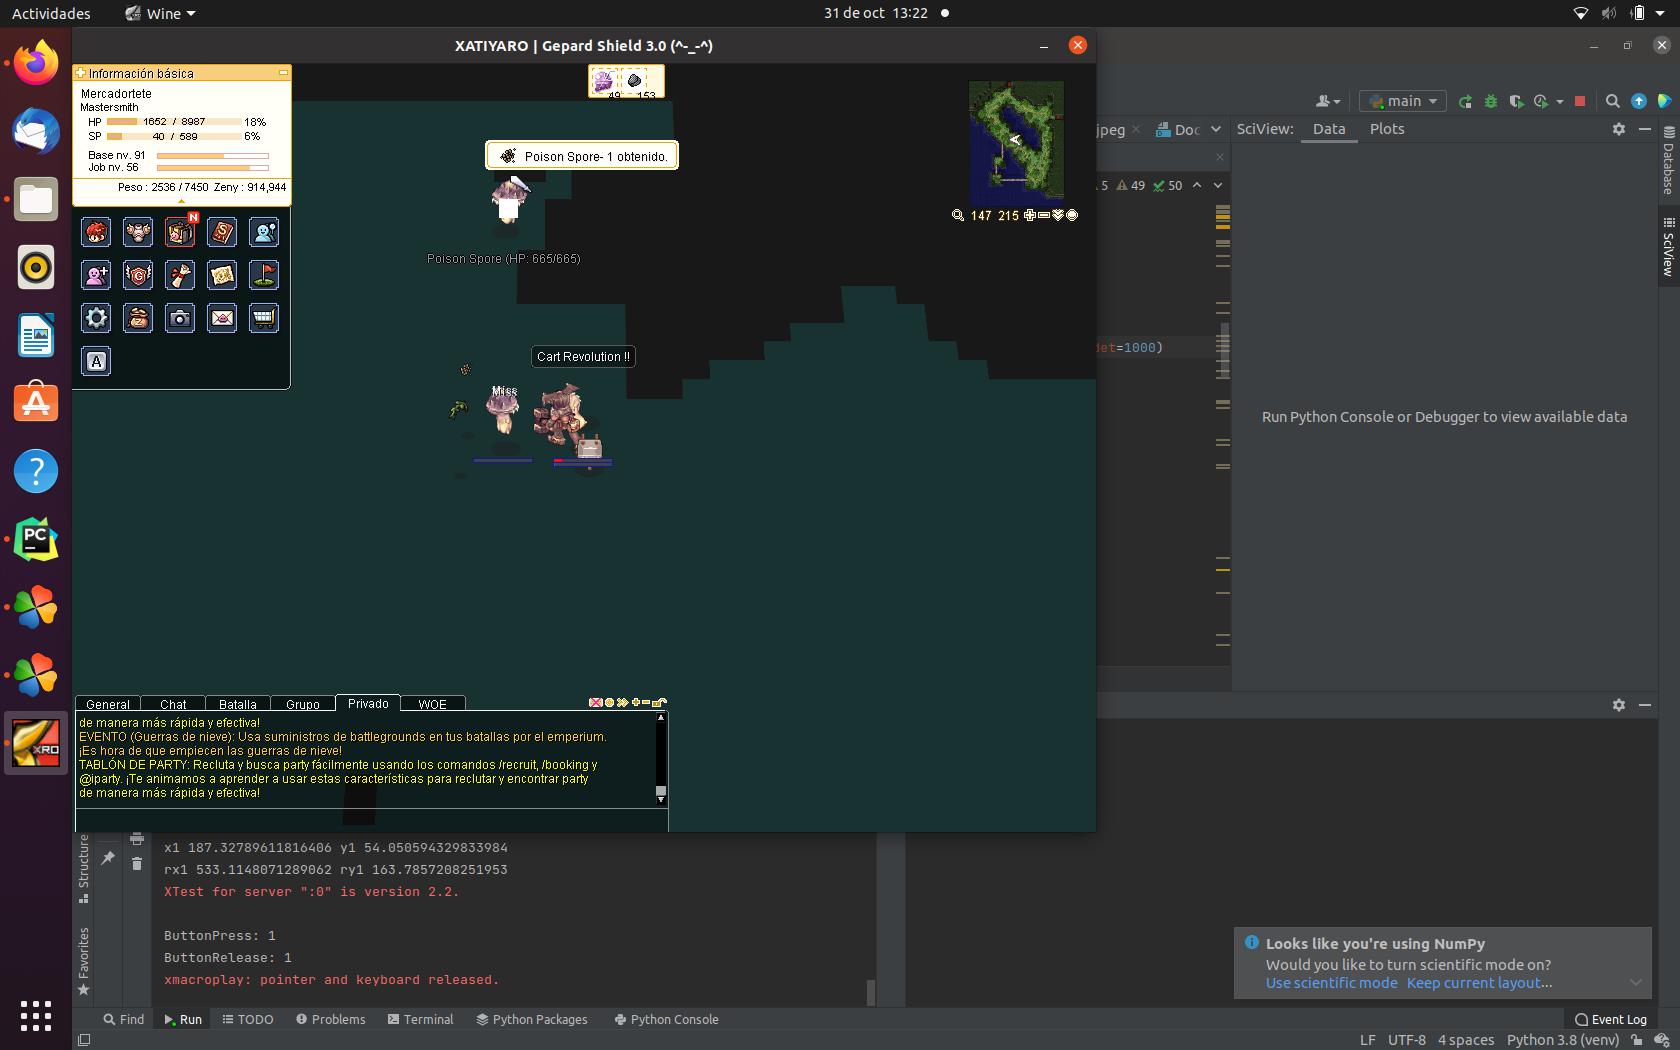 Actividades
Wine
31 de oct 13:22
XATIYARO | Gepard Shield 3.0 (^-_-^)
Información básica
Mercadortete
Mastersmith
HP 1652 / 8987 18%
SP 40 / 589 6%
Base nv. 91
Job nv. 56
Peso : 2536 / 7450 Zeny : 914,944
N
A
49 153
Poison Spore- 1 obtenido.
Poison Spore (HP: 665/665)
Cart Revolution !!
Miss
147 215
General Chat Batalla Grupo Privado WOE
de manera más rápida y efectiva!
EVENTO (Guerras de nieve): Usa suministros de battlegrounds en tus batallas por el emperium.
¡Es hora de que empiecen las guerras de nieve!
TABLÓN DE PARTY: Recluta y busca party fácilmente usando los comandos /recruit, /booking y
@iparty. ¡Te animamos a aprender a usar estas características para reclutar y encontrar party
de manera más rápida y efectiva!
main
jpeg
Doc
SciView: Data Plots
5 49 50
det=1000)
Run Python Console or Debugger to view available data
Database
SciView
PC
XRO
Structure
Favorites
x1 187.32789611816406 y1 54.050594329833984
rx1 533.1148071289062 ry1 163.7857208251953
XTest for server ":0" is version 2.2.
ButtonPress: 1
ButtonRelease: 1
xmacroplay: pointer and keyboard released.
Looks like you're using NumPy
Would you like to turn scientific mode on?
Use scientific mode Keep current layout...
Find Run TODO Problems Terminal Python Packages Python Console Event Log
LF UTF-8 4 spaces Python 3.8 (venv)